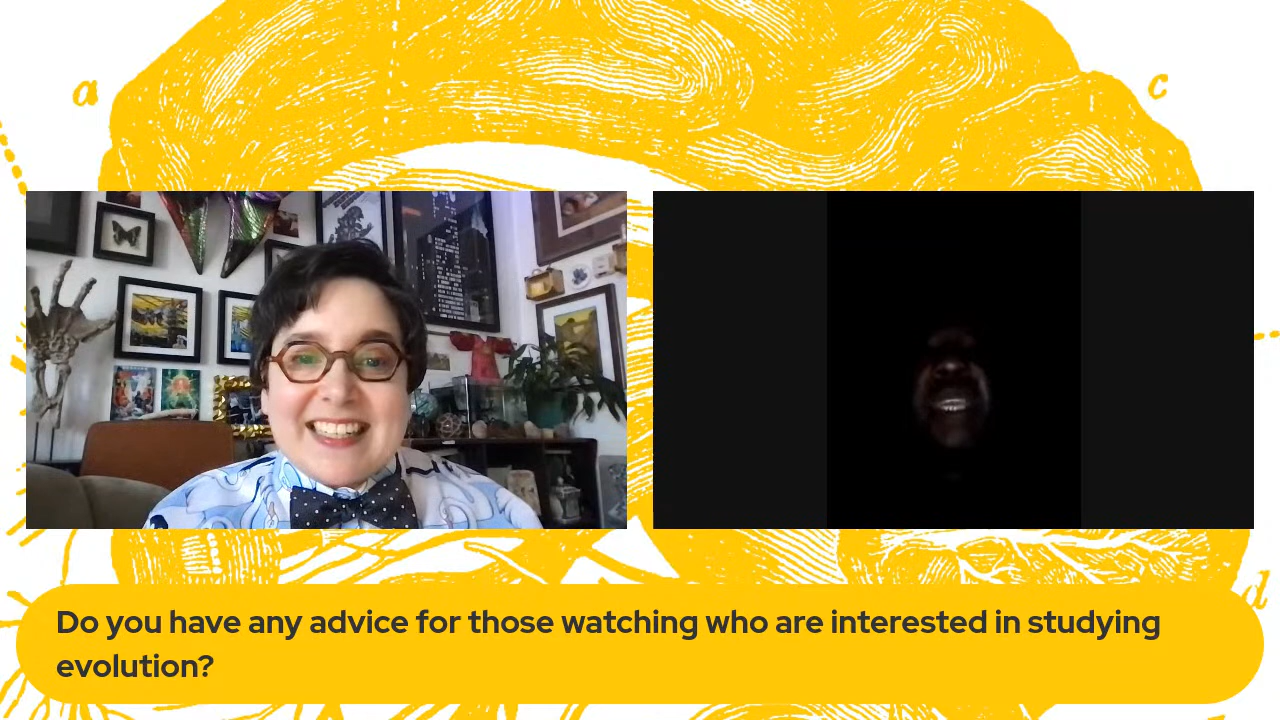 a
c
d
Do you have any advice for those watching who are interested in studying
evolution?